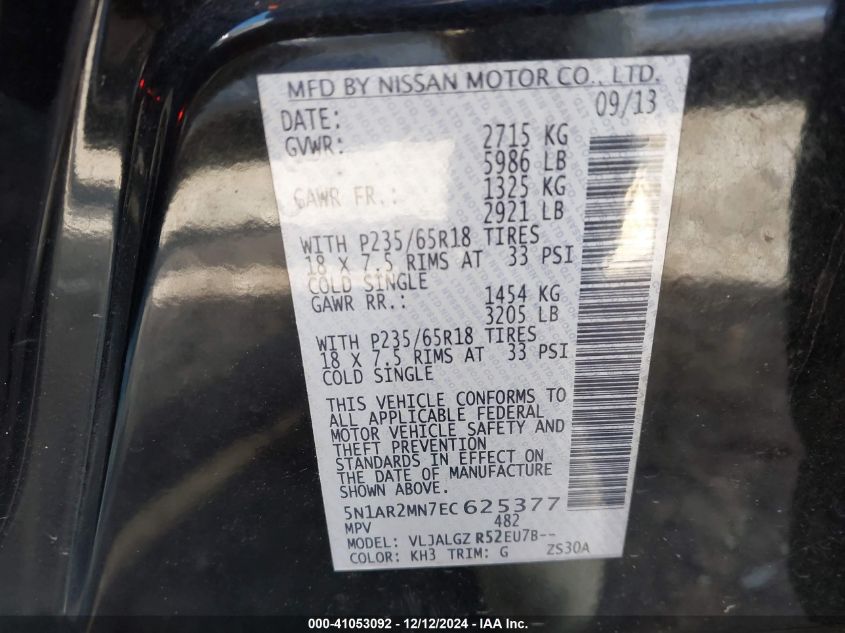 MFD BY NISSAN MOTOR CO., LTD.
DATE: 09/13
GVWR: 2715 KG
5986 LB
GAWR FR.: 1325 KG
2921 LB
WITH P235/65R18 TIRES
18 X 7.5 RIMS AT 33 PSI
COLD SINGLE
GAWR RR.: 1454 KG
3205 LB
WITH P235/65R18 TIRES
18 X 7.5 RIMS AT 33 PSI
COLD SINGLE
THIS VEHICLE CONFORMS TO
ALL APPLICABLE FEDERAL
MOTOR VEHICLE SAFETY AND
THEFT PREVENTION
STANDARDS IN EFFECT ON
THE DATE OF MANUFACTURE
SHOWN ABOVE.
5N1AR2MN7EC625377
MPV 482
MODEL: VLJALGZ R52EU7B--
COLOR: KH3 TRIM: G ZS30A
000-41053092 - 12/12/2024 - IAA Inc.